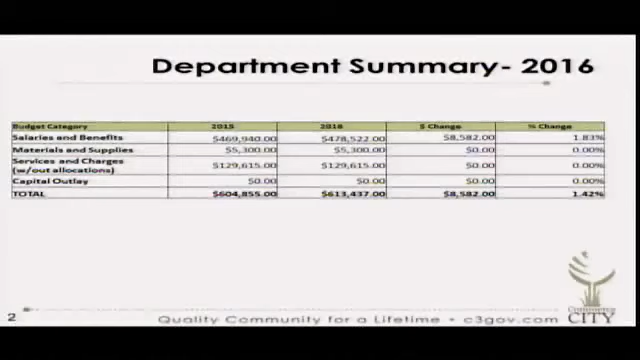 Department Summary- 2016
Budget Category 2015 2016 $ Change % Change
Salaries and Benefits $469,940.00 $478,522.00 $8,582.00 1.83%
Materials and Supplies $5,300.00 $5,300.00 $0.00 0.00%
Services and Charges
(w/out allocations) $129,615.00 $129,615.00 $0.00 0.00%
Capital Outlay $0.00 $0.00 $0.00 0.00%
TOTAL $604,855.00 $613,437.00 $8,582.00 1.42%
Commerce
CITY
2 Quality Community for a Lifetime • c3gov.com